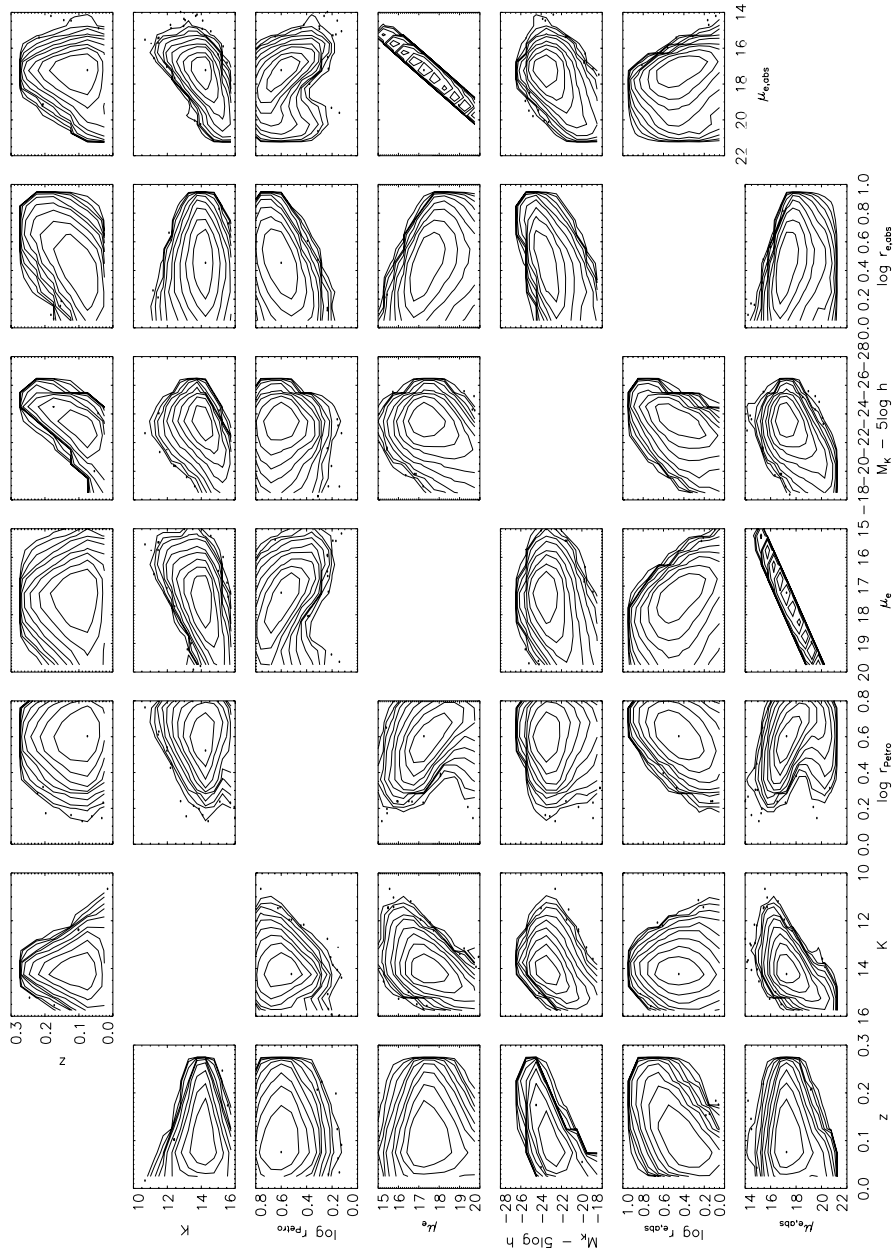 z
0.3
0.2
0.1
0.0
K
10
12
14
16
log r_Petro
0.8
0.6
0.4
0.2
0.0
μ_e
15
16
17
18
19
20
M_K − 5log h
−28
−26
−24
−22
−20
−18
log r_e,abs
1.0
0.8
0.6
0.4
0.2
0.0
μ_e,abs
14
16
18
20
22
0.0 0.1 0.2 0.3
z
16 14 12 10
K
0.0 0.2 0.4 0.6 0.8
log r_Petro
20 19 18 17 16 15
μ_e
−18 −20 −22 −24 −26 −28
M_K − 5log h
0.0 0.2 0.4 0.6 0.8 1.0
log r_e,abs
22 20 18 16 14
μ_e,abs